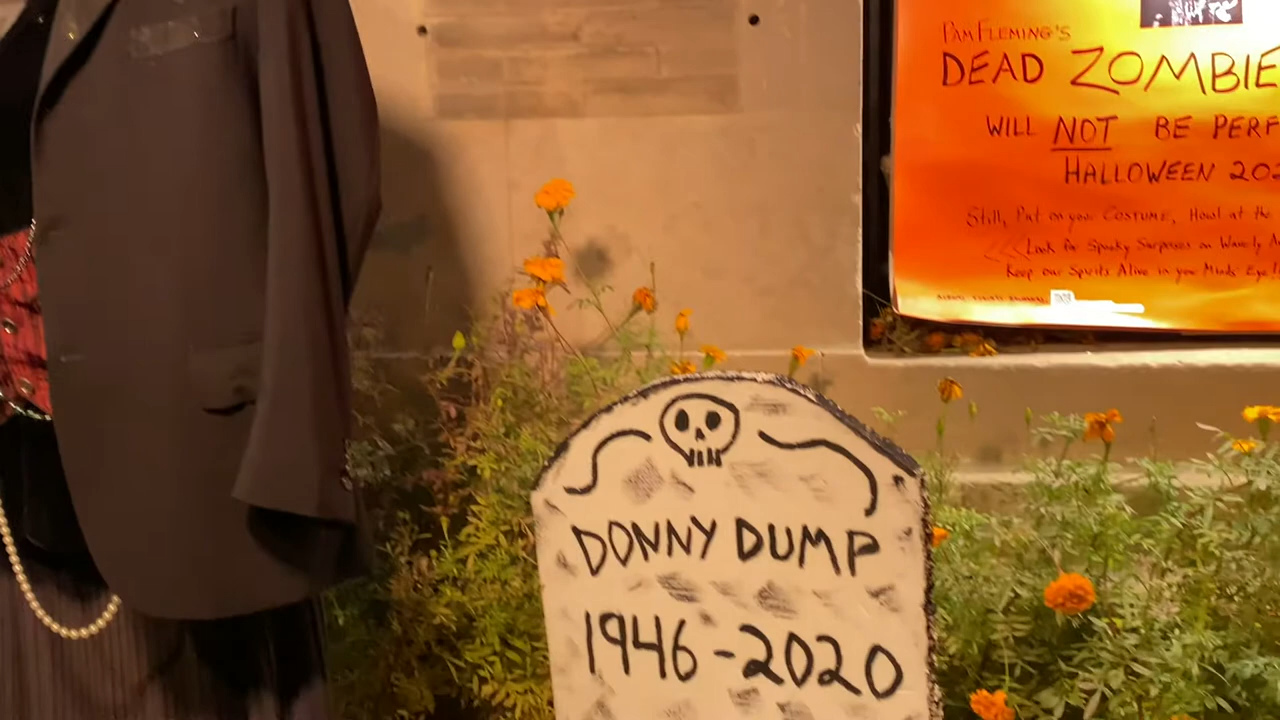 PAM FLEMING'S
DEAD ZOMBIE
WILL NOT BE PERF
HALLOWEEN 202
Still, Put on your COSTUME, Howl at the
<<<Look for Spooky Surprises on Waverly A
Keep our Spirits Alive in your Minds' Eye!
DONNY DUMP
1946-2020